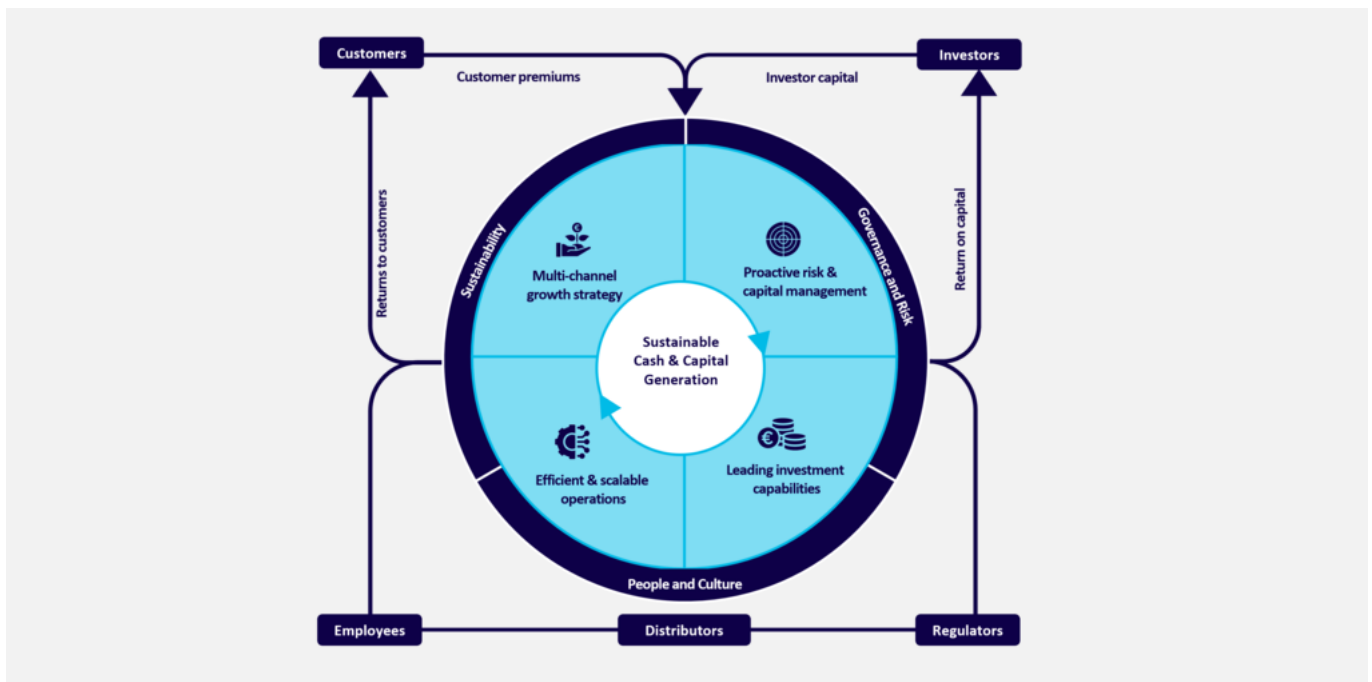 Customers
Investors
Customer premiums
Investor capital
Returns to customers
Return on capital
Sustainability
Governance and Risk
Multi-channel
growth strategy
Proactive risk &
capital management
Sustainable
Cash & Capital
Generation
Efficient & scalable
operations
Leading investment
capabilities
People and Culture
Employees
Distributors
Regulators